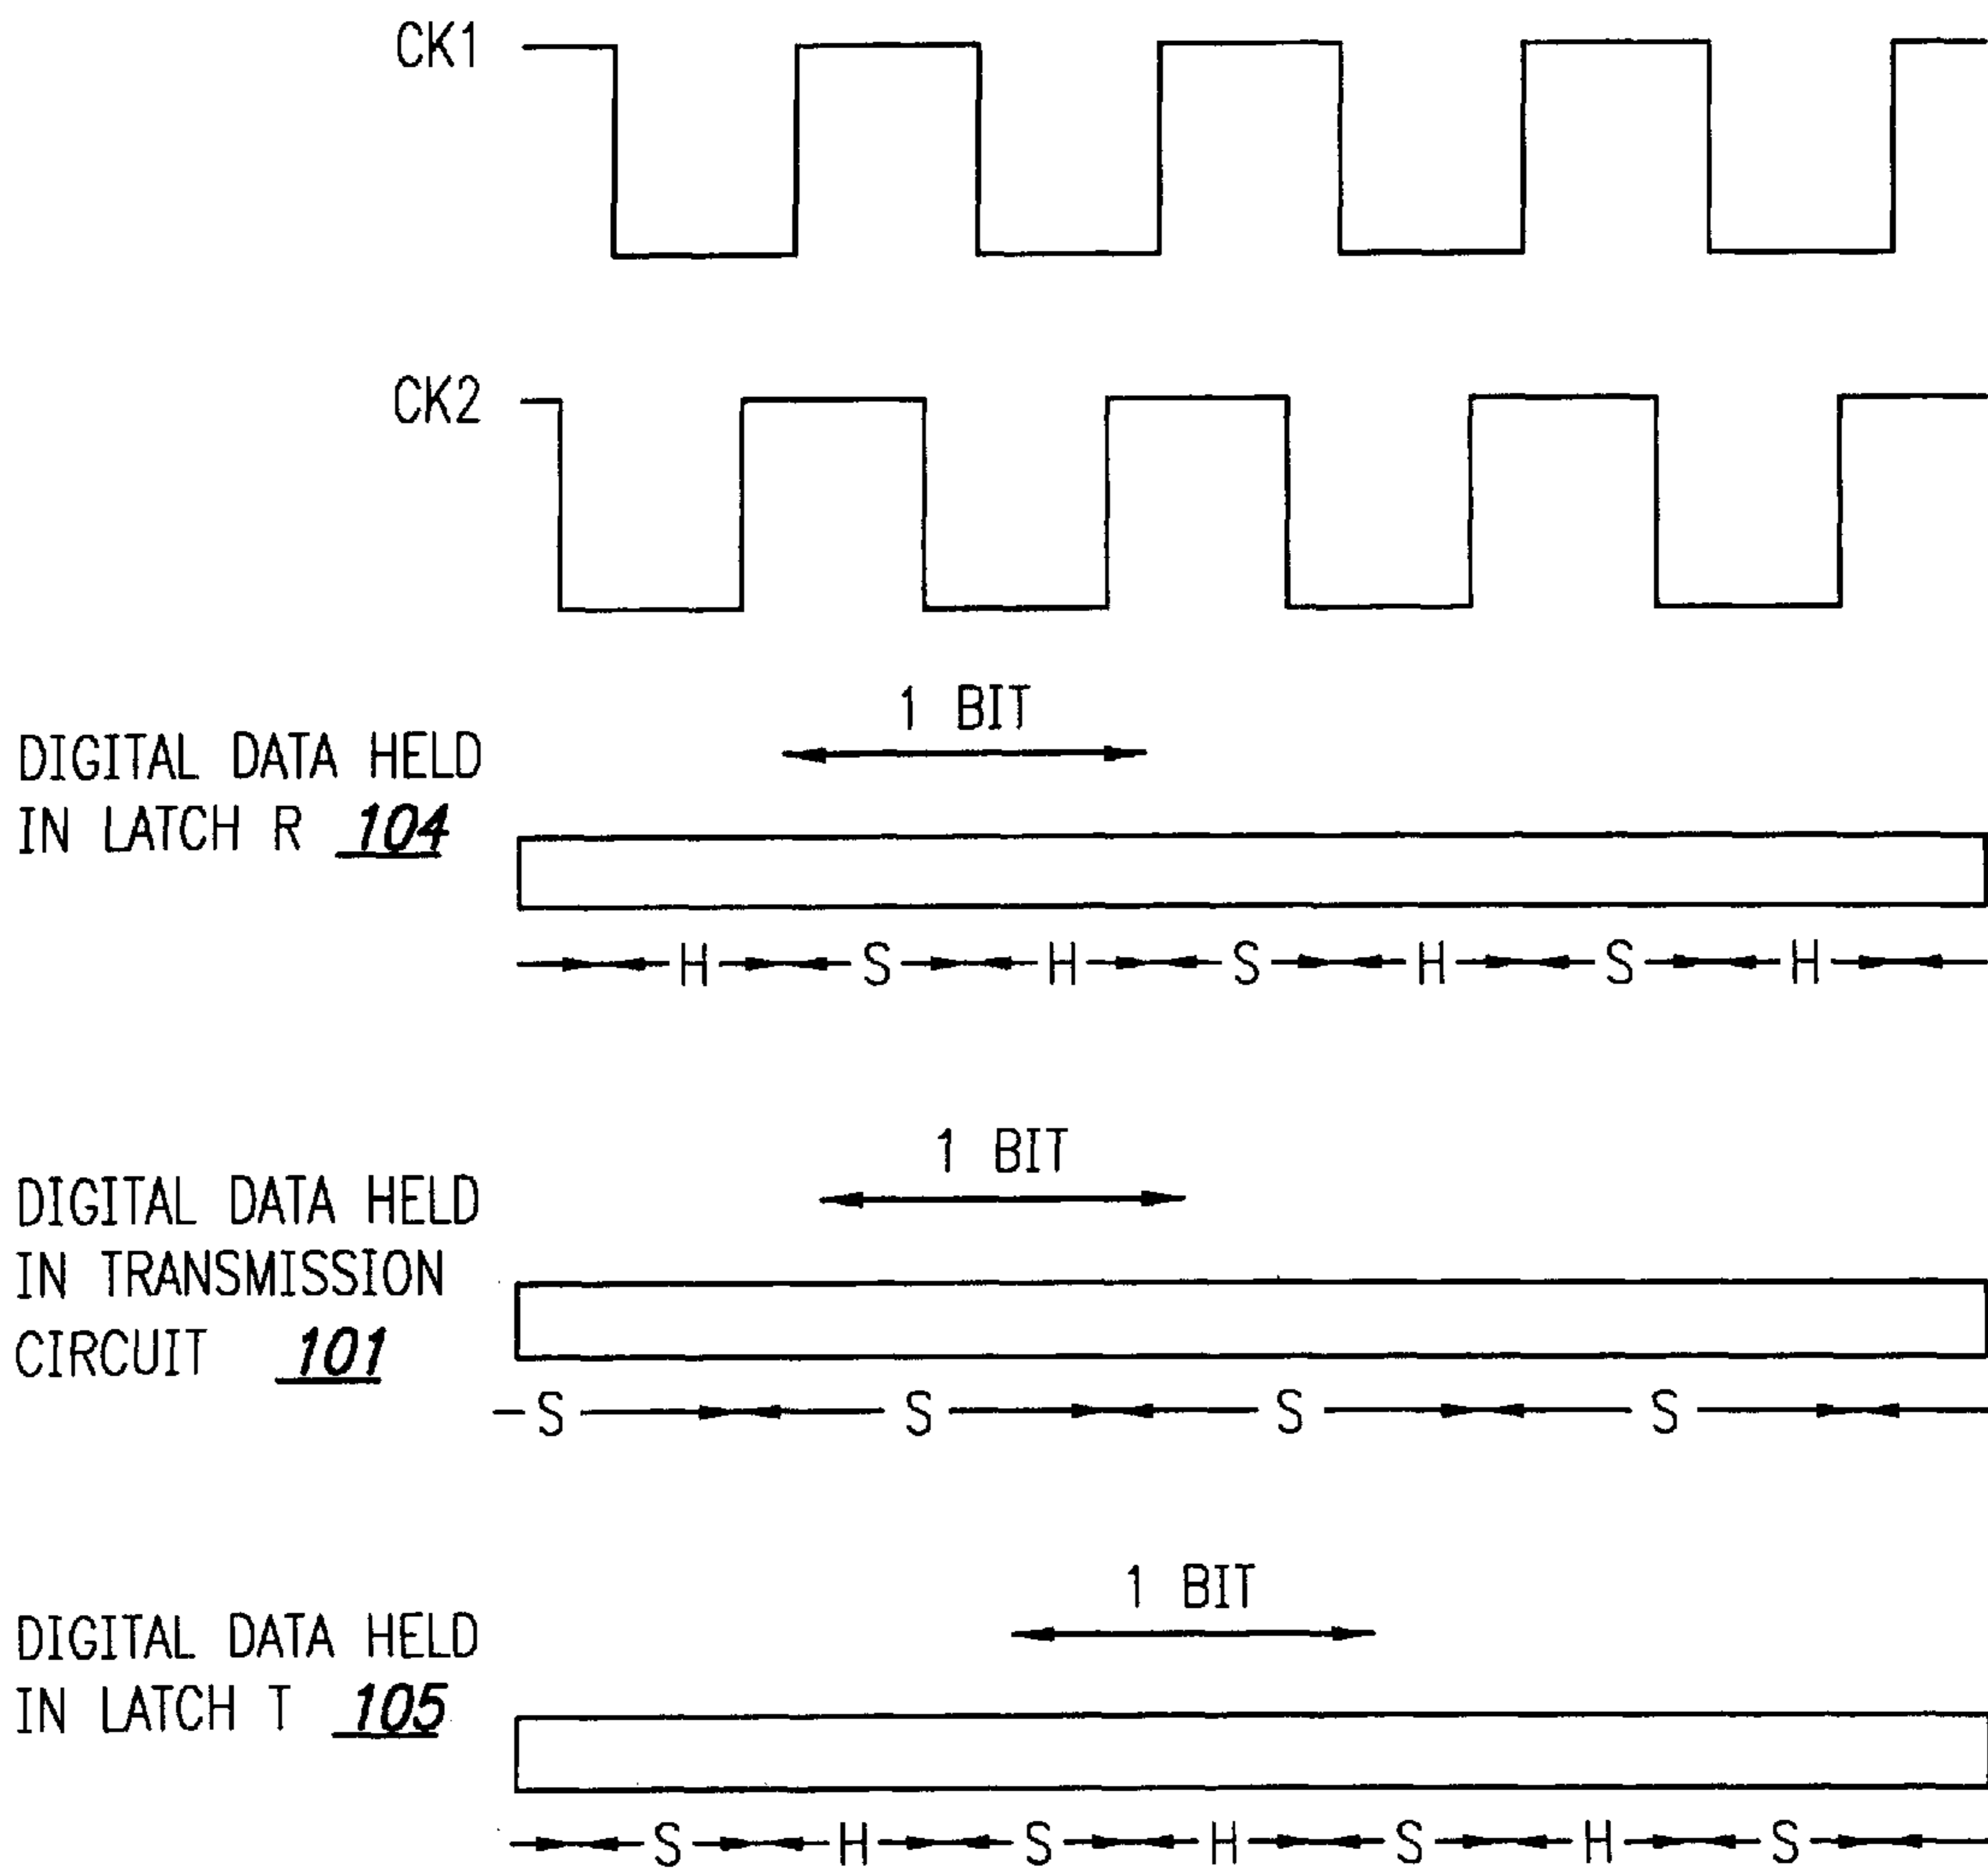 CK1
CK2
1 BIT
DIGITAL DATA HELD
IN LATCH R 104
H S H S H S H
1 BIT
DIGITAL DATA HELD
IN TRANSMISSION
CIRCUIT 101
S S S S
1 BIT
DIGITAL DATA HELD
IN LATCH T 105
S H S H S H S